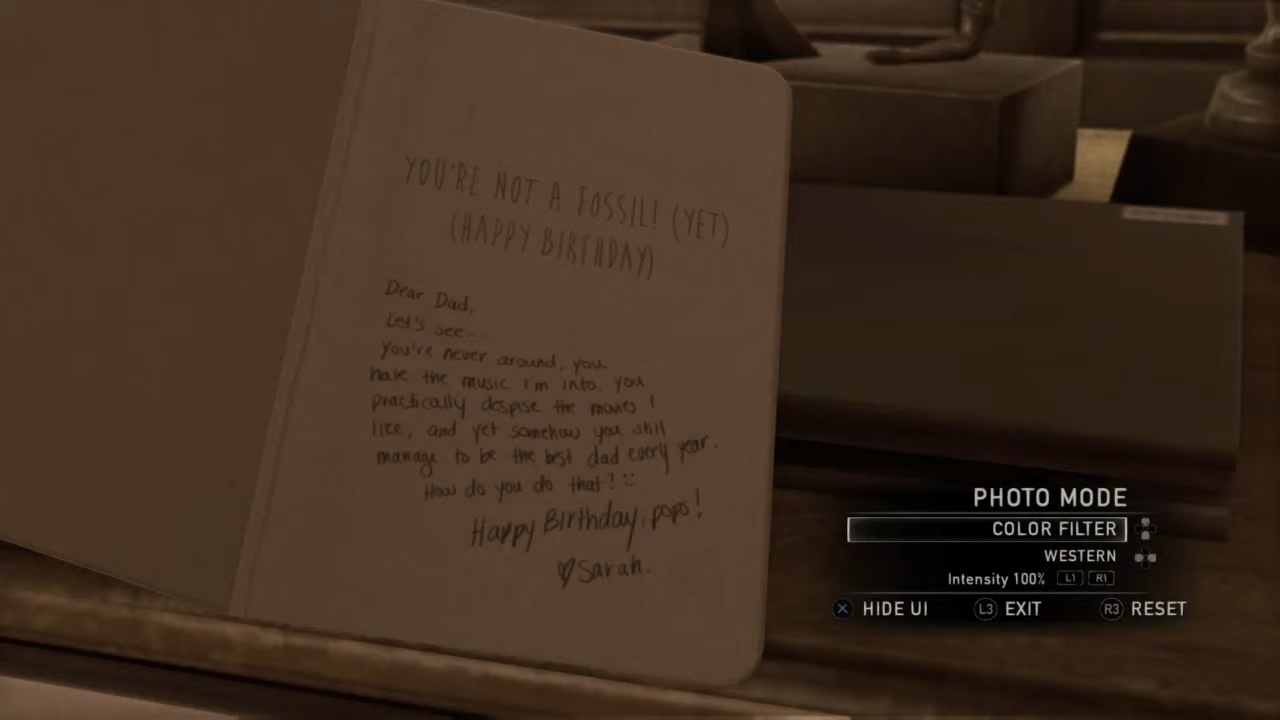 YOU'RE NOT A FOSSIL! (YET)
(HAPPY BIRTHDAY)
Dear Dad,
Let's see...
You're never around, you
hate the music I'm into, you
practically despise the movies I
like, and yet somehow you still
manage to be the best dad every year.
How do you do that? :)
Happy Birthday, pops!
♡ Sarah.
PHOTO MODE
COLOR FILTER
WESTERN
Intensity 100% L1 R1
HIDE UI L3 EXIT R3 RESET